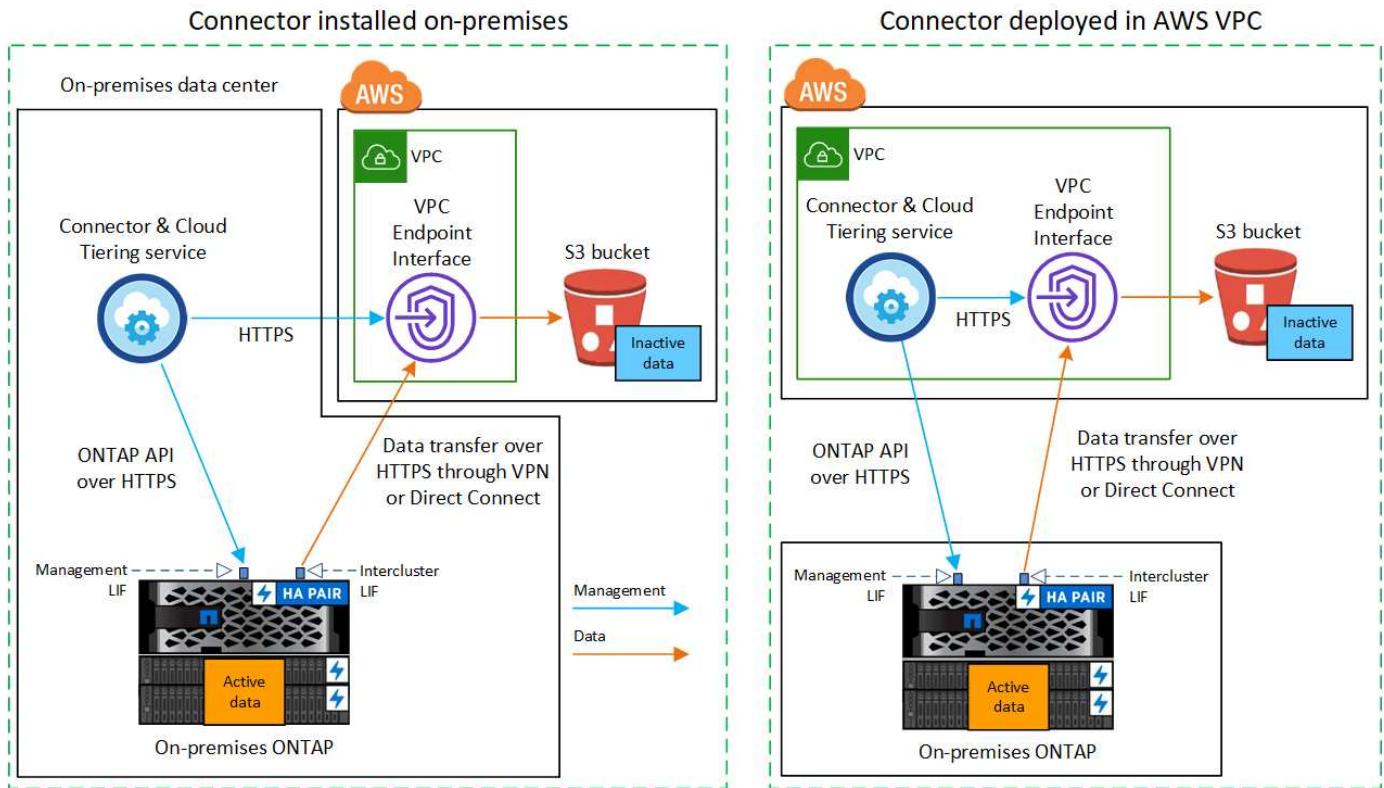 Connector installed on-premises
On-premises data center
AWS
VPC
Connector & Cloud
Tiering service
VPC
Endpoint
Interface
S3 bucket
HTTPS
Inactive
data
ONTAP API
over HTTPS
Data transfer over
HTTPS through VPN
or Direct Connect
Management
LIF
Intercluster
LIF
HA PAIR
Active
data
On-premises ONTAP
Management
Data
Connector deployed in AWS VPC
AWS
VPC
Connector & Cloud
Tiering service
VPC
Endpoint
Interface
S3 bucket
HTTPS
Inactive
data
ONTAP API
over HTTPS
Data transfer over
HTTPS through VPN
or Direct Connect
Management
LIF
Intercluster
LIF
HA PAIR
Active
data
On-premises ONTAP